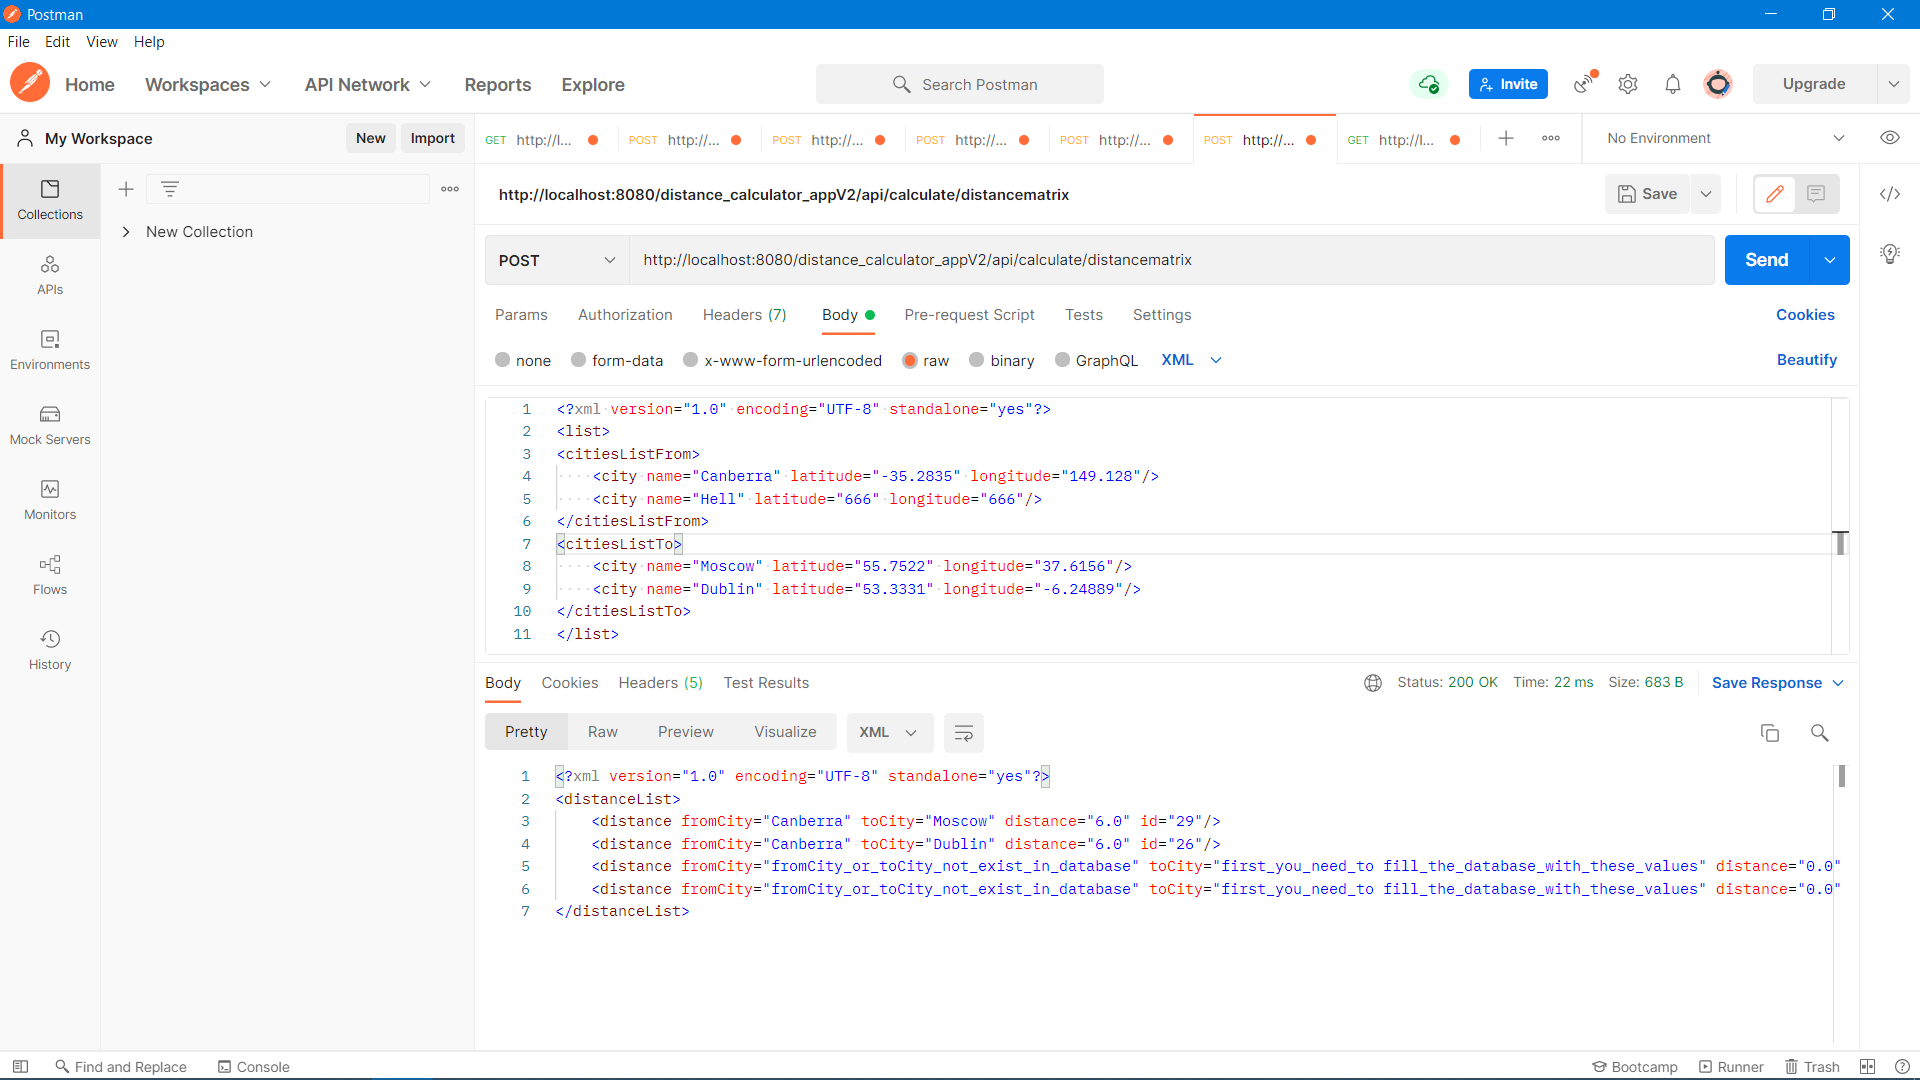 Postman
File Edit View Help
Home Workspaces API Network Reports Explore Search Postman Invite Upgrade
My Workspace New Import GET http://l... POST http://... POST http://... POST http://... POST http://... POST http://... GET http://l... No Environment
Collections
New Collection
APIs
Environments
Mock Servers
Monitors
Flows
History
http://localhost:8080/distance_calculator_appV2/api/calculate/distancematrix Save
POST http://localhost:8080/distance_calculator_appV2/api/calculate/distancematrix Send
Params Authorization Headers (7) Body Pre-request Script Tests Settings Cookies
none form-data x-www-form-urlencoded raw binary GraphQL XML Beautify
1 <?xml version="1.0" encoding="UTF-8" standalone="yes"?>
2 <list>
3 <citiesListFrom>
4 <city name="Canberra" latitude="-35.2835" longitude="149.128"/>
5 <city name="Hell" latitude="666" longitude="666"/>
6 </citiesListFrom>
7 <citiesListTo>
8 <city name="Moscow" latitude="55.7522" longitude="37.6156"/>
9 <city name="Dublin" latitude="53.3331" longitude="-6.24889"/>
10 </citiesListTo>
11 </list>
Body Cookies Headers (5) Test Results Status: 200 OK Time: 22 ms Size: 683 B Save Response
Pretty Raw Preview Visualize XML
1 <?xml version="1.0" encoding="UTF-8" standalone="yes"?>
2 <distanceList>
3 <distance fromCity="Canberra" toCity="Moscow" distance="6.0" id="29"/>
4 <distance fromCity="Canberra" toCity="Dublin" distance="6.0" id="26"/>
5 <distance fromCity="fromCity_or_toCity_not_exist_in_database" toCity="first_you_need_to fill_the_database_with_these_values" distance="0.0"
6 <distance fromCity="fromCity_or_toCity_not_exist_in_database" toCity="first_you_need_to fill_the_database_with_these_values" distance="0.0"
7 </distanceList>
Find and Replace Console Bootcamp Runner Trash